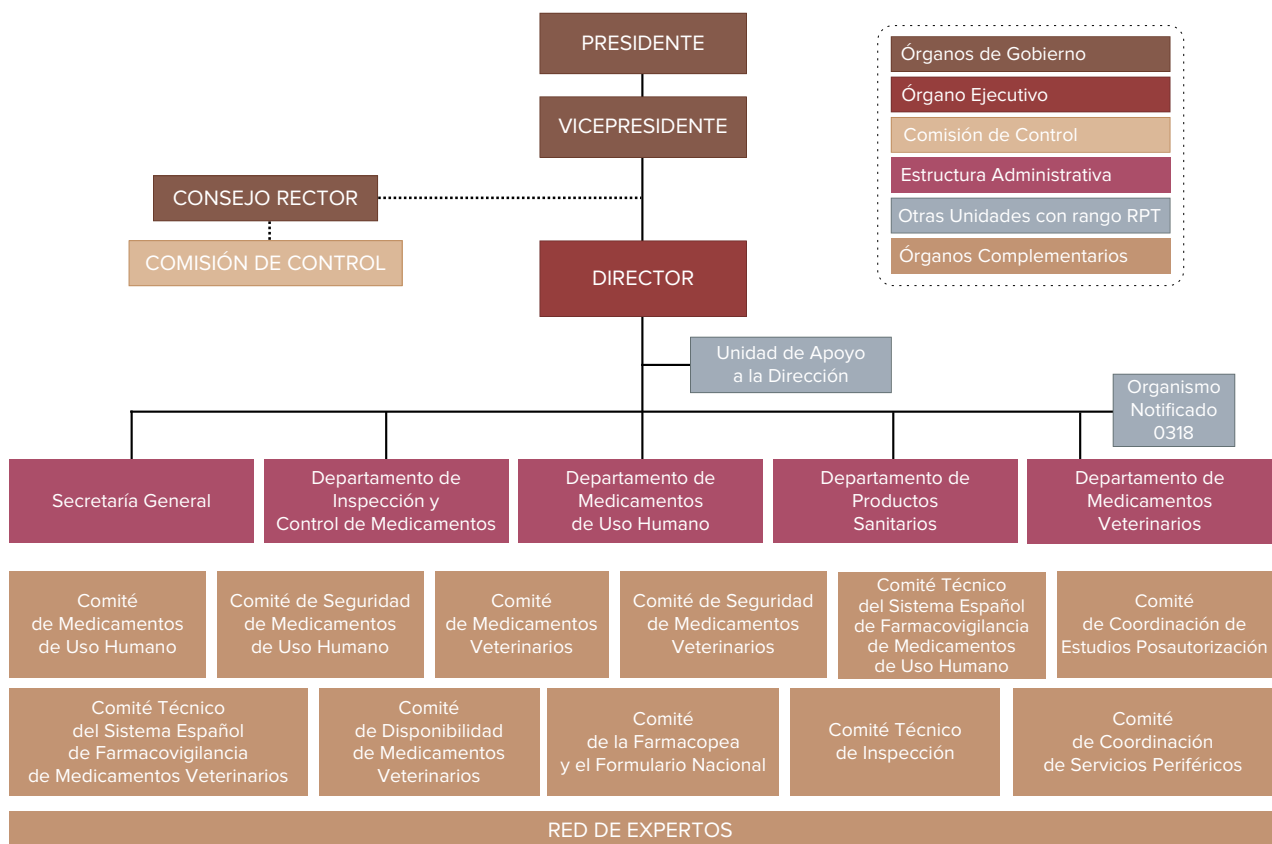 PRESIDENTE
VICEPRESIDENTE
CONSEJO RECTOR
COMISIÓN DE CONTROL
DIRECTOR
Órganos de Gobierno
Órgano Ejecutivo
Comisión de Control
Estructura Administrativa
Otras Unidades con rango RPT
Órganos Complementarios
Unidad de Apoyo
a la Dirección
Organismo
Notificado
0318
Secretaría General
Departamento de
Inspección y
Control de Medicamentos
Departamento de
Medicamentos
de Uso Humano
Departamento de
Productos
Sanitarios
Departamento de
Medicamentos
Veterinarios
Comité
de Medicamentos
de Uso Humano
Comité de Seguridad
de Medicamentos
de Uso Humano
Comité
de Medicamentos
Veterinarios
Comité de Seguridad
de Medicamentos
Veterinarios
Comité Técnico
del Sistema Español
de Farmacovigilancia
de Medicamentos
de Uso Humano
Comité
de Coordinación de
Estudios Posautorización
Comité Técnico
del Sistema Español
de Farmacovigilancia
de Medicamentos Veterinarios
Comité
de Disponibilidad
de Medicamentos
Veterinarios
Comité
de la Farmacopea
y el Formulario Nacional
Comité Técnico
de Inspección
Comité
de Coordinación
de Servicios Periféricos
RED DE EXPERTOS